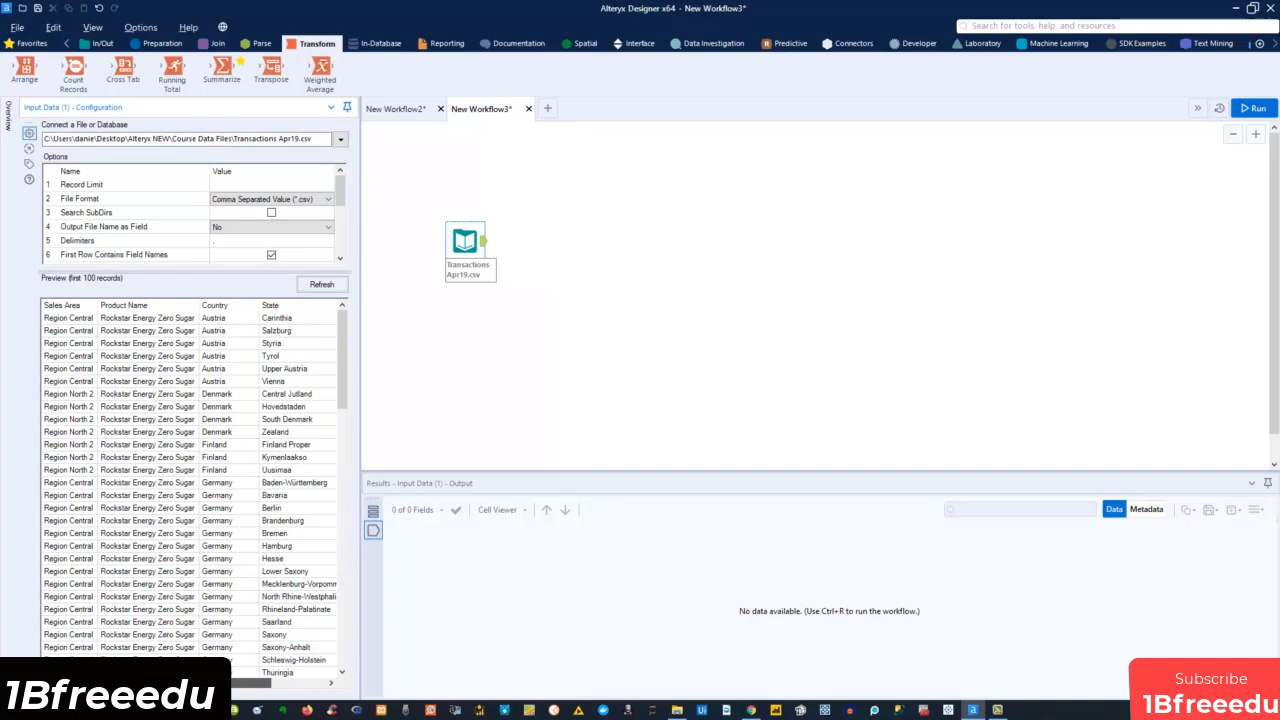 Alteryx Designer x64 - New Workflow3*
File Edit View Options Help
Search for tools, help, and resources
Favorites In/Out Preparation Join Parse Transform In-Database Reporting Documentation Spatial Interface Data Investigation Predictive Connectors Developer Laboratory Machine Learning SDK Examples Text Mining
Arrange Count Records Cross Tab Running Total Summarize Transpose Weighted Average
Overview
Input Data (1) - Configuration
New Workflow2* New Workflow3* Run
Connect a File or Database
C:\Users\danie\Desktop\Alteryx NEW\Course Data Files\Transactions Apr19.csv
Options
Name Value
1 Record Limit
2 File Format Comma Separated Value (*.csv)
3 Search SubDirs
4 Output File Name as Field No
5 Delimiters ,
6 First Row Contains Field Names
Transactions
Apr19.csv
Preview (first 100 records)
Refresh
Sales Area Product Name Country State
Region Central Rockstar Energy Zero Sugar Austria Carinthia
Region Central Rockstar Energy Zero Sugar Austria Salzburg
Region Central Rockstar Energy Zero Sugar Austria Styria
Region Central Rockstar Energy Zero Sugar Austria Tyrol
Region Central Rockstar Energy Zero Sugar Austria Upper Austria
Region Central Rockstar Energy Zero Sugar Austria Vienna
Region North 2 Rockstar Energy Zero Sugar Denmark Central Jutland
Region North 2 Rockstar Energy Zero Sugar Denmark Hovedstaden
Region North 2 Rockstar Energy Zero Sugar Denmark South Denmark
Region North 2 Rockstar Energy Zero Sugar Denmark Zealand
Region North 2 Rockstar Energy Zero Sugar Finland Finland Proper
Region North 2 Rockstar Energy Zero Sugar Finland Kymenlaakso
Region North 2 Rockstar Energy Zero Sugar Finland Uusimaa
Region Central Rockstar Energy Zero Sugar Germany Baden-Württemberg
Region Central Rockstar Energy Zero Sugar Germany Bavaria
Region Central Rockstar Energy Zero Sugar Germany Berlin
Region Central Rockstar Energy Zero Sugar Germany Brandenburg
Region Central Rockstar Energy Zero Sugar Germany Bremen
Region Central Rockstar Energy Zero Sugar Germany Hamburg
Region Central Rockstar Energy Zero Sugar Germany Hesse
Region Central Rockstar Energy Zero Sugar Germany Lower Saxony
Region Central Rockstar Energy Zero Sugar Germany Mecklenburg-Vorpomm
Region Central Rockstar Energy Zero Sugar Germany North Rhine-Westphali
Region Central Rockstar Energy Zero Sugar Germany Rhineland-Palatinate
Region Central Rockstar Energy Zero Sugar Germany Saarland
Region Central Rockstar Energy Zero Sugar Germany Saxony
Region Central Rockstar Energy Zero Sugar Germany Saxony-Anhalt
Region Central Rockstar Energy Zero Sugar Germany Schleswig-Holstein
Thuringia
Results - Input Data (1) - Output
0 of 0 Fields Cell Viewer Data Metadata
No data available. (Use Ctrl+R to run the workflow.)
1Bfreeedu
Subscribe
1Bfreeedu